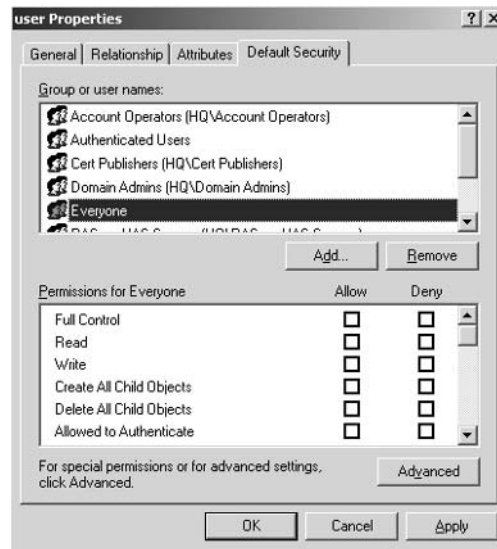 user Properties
General Relationship Attributes Default Security
Group or user names:
Account Operators (HQ\Account Operators)
Authenticated Users
Cert Publishers (HQ\Cert Publishers)
Domain Admins (HQ\Domain Admins)
Everyone
Add... Remove
Permissions for Everyone Allow Deny
Full Control
Read
Write
Create All Child Objects
Delete All Child Objects
Allowed to Authenticate
For special permissions or for advanced settings,
click Advanced.
Advanced
OK Cancel Apply